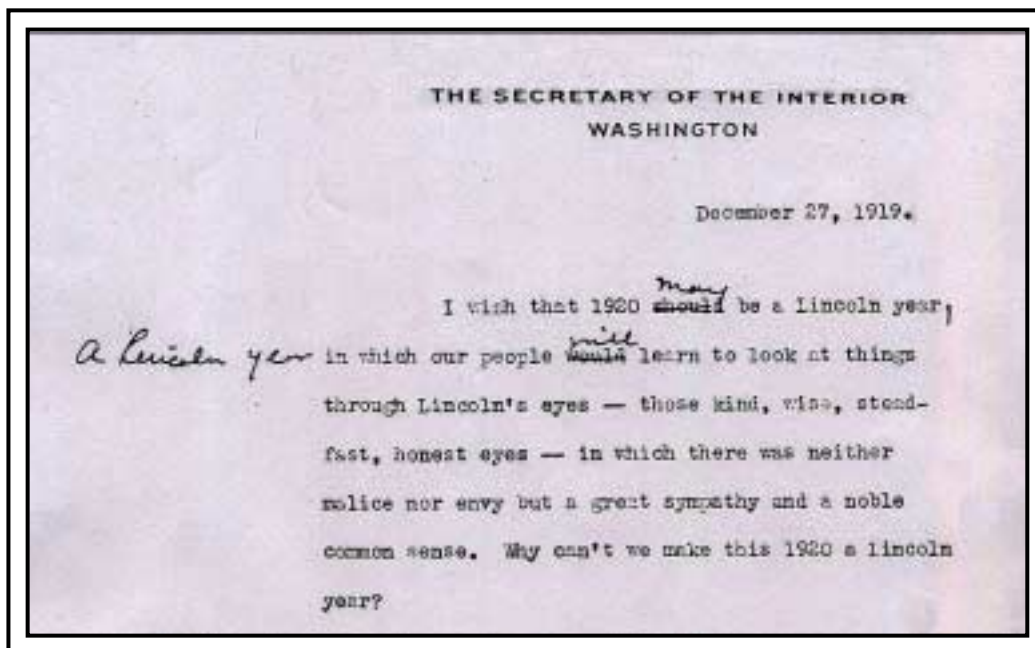 THE SECRETARY OF THE INTERIOR
WASHINGTON
December 27, 1919.
may
I wish that 1920 should be a Lincoln year,
will
A Lincoln year in which our people would learn to look at things
through Lincoln's eyes — those kind, wise, stead-
fast, honest eyes — in which there was neither
malice nor envy but a great sympathy and a noble
common sense. Why can't we make this 1920 a Lincoln
year?